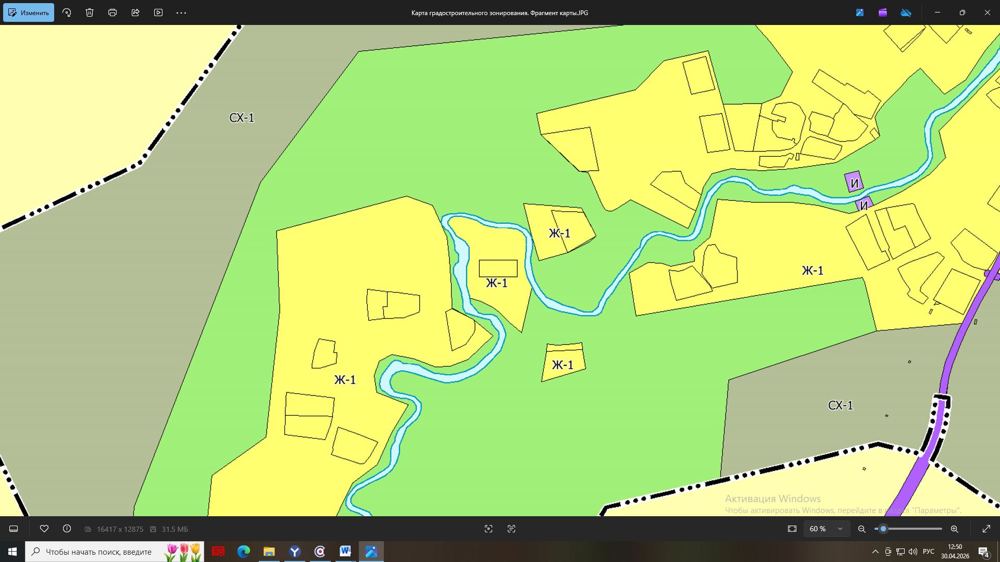 Изменить
Карта градостроительного зонирования. Фрагмент карты.JPG
СХ-1
И
И
Ж-1
Ж-1
Ж-1
Ж-1
Ж-1
СХ-1
Активация Windows
Чтобы активировать Windows, перейдите в раздел "Параметры".
16417 x 12875
31.5 МБ
60 %
Чтобы начать поиск, введите
РУС
12:50
30.04.2026
4